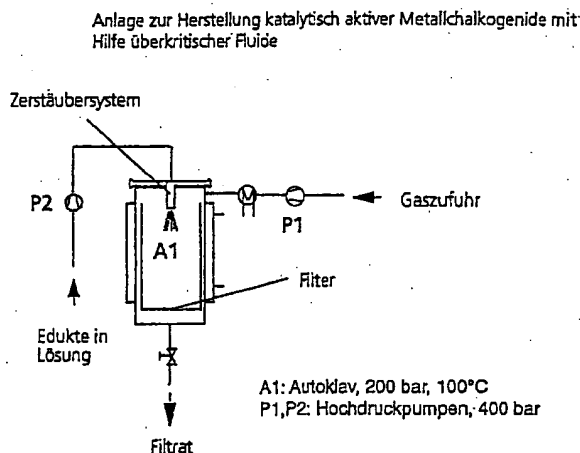 Anlage zur Herstellung katalytisch aktiver Metallchalkogenide mit
Hilfe überkritischer Fluide
Zerstäubersystem
P2
P1
Gaszufuhr
A1
Filter
Edukte in
Lösung
A1: Autoklav, 200 bar, 100°C
P1,P2: Hochdruckpumpen, 400 bar
Filtrat